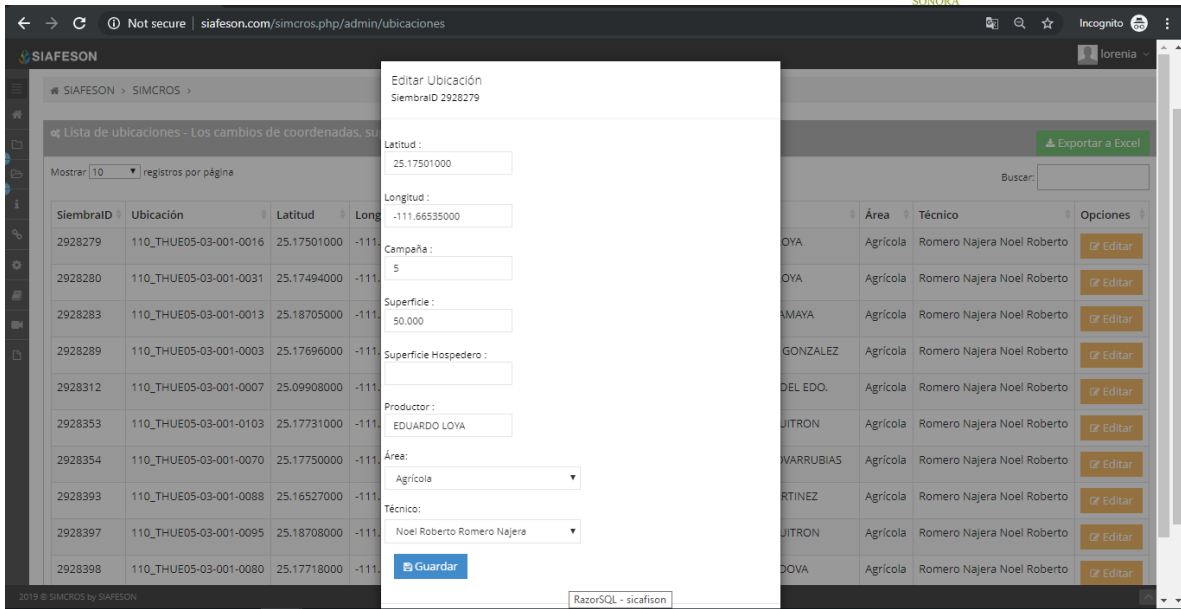 SONORA
Not secure | siafeson.com/simcros.php/admin/ubicaciones
Incognito
SIAFESON
lorenia
SIAFESON > SIMCROS >
Lista de ubicaciones - Los cambios de coordenadas, su
Exportar a Excel
Mostrar 10 registros por página
Buscar:
SiembraID Ubicación Latitud Long Área Técnico Opciones
2928279 110_THUE05-03-001-0016 25.17501000 -111. OYA Agrícola Romero Najera Noel Roberto Editar
2928280 110_THUE05-03-001-0031 25.17494000 -111. OYA Agrícola Romero Najera Noel Roberto Editar
2928283 110_THUE05-03-001-0013 25.18705000 -111. AMAYA Agrícola Romero Najera Noel Roberto Editar
2928289 110_THUE05-03-001-0003 25.17696000 -111. GONZALEZ Agrícola Romero Najera Noel Roberto Editar
2928312 110_THUE05-03-001-0007 25.09908000 -111. DEL EDO. Agrícola Romero Najera Noel Roberto Editar
2928353 110_THUE05-03-001-0103 25.17731000 -111. UITRON Agrícola Romero Najera Noel Roberto Editar
2928354 110_THUE05-03-001-0070 25.17750000 -111. OVARRUBIAS Agrícola Romero Najera Noel Roberto Editar
2928393 110_THUE05-03-001-0088 25.16527000 -111. RTINEZ Agrícola Romero Najera Noel Roberto Editar
2928397 110_THUE05-03-001-0095 25.18708000 -111. UITRON Agrícola Romero Najera Noel Roberto Editar
2928398 110_THUE05-03-001-0080 25.17718000 -111. DOVA Agrícola Romero Najera Noel Roberto Editar
2019 © SIMCROS by SIAFESON
Editar Ubicación
SiembraID 2928279
Latitud :
25.17501000
Longitud :
-111.66535000
Campaña :
5
Superficie :
50.000
Superficie Hospedero :
Productor :
EDUARDO LOYA
Área:
Agrícola
Técnico:
Noel Roberto Romero Najera
Guardar
RazorSQL - sicafison